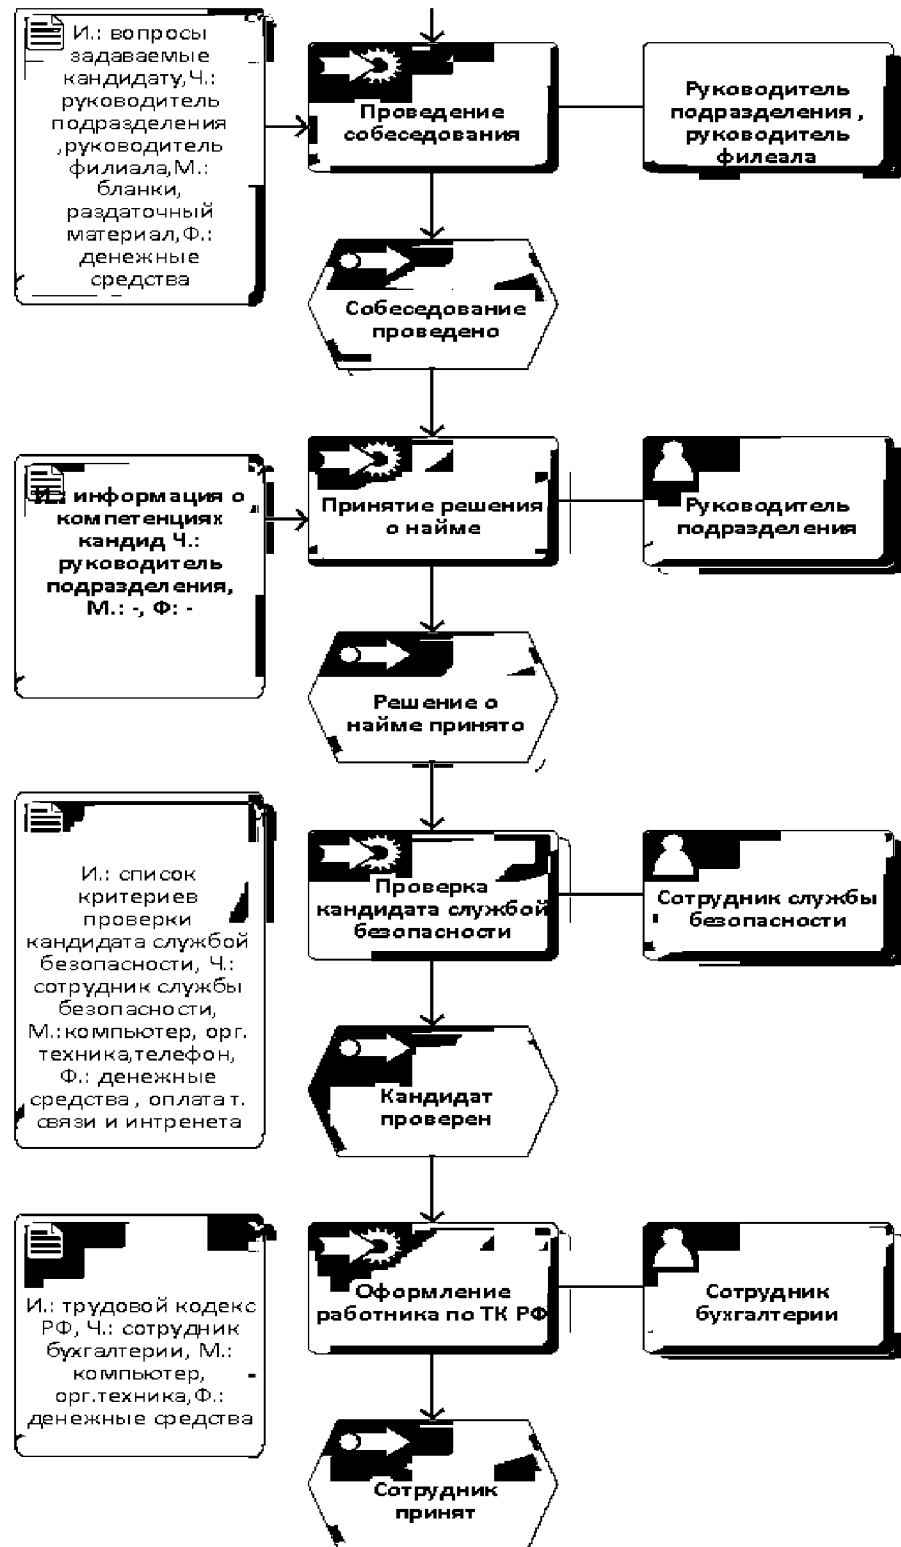 И.: вопросы
задаваемые
кандидату,Ч.:
руководитель
подразделения
,руководитель
филиала,М.:
бланки,
раздаточный
материал,Ф.:
денежные
средства
Проведение
собеседования
Руководитель
подразделения ,
руководитель
филеала
Собеседование
проведено
И.: информация о
компетенциях
кандид Ч.:
руководитель
подразделения,
М.: -, Ф: -
Принятие решения
о найме
Руководитель
подразделения
Решение о
найме принято
И.: список
критериев
проверки
кандидата службой
безопасности, Ч.:
сотрудник службы
безопасности,
М.:компьютер, орг.
техника,телефон,
Ф.: денежные
средства , оплата т.
связи и интренета
Проверка
кандидата службой
безопасности
Сотрудник службы
безопасности
Кандидат
проверен
И.: трудовой кодекс
РФ, Ч.: сотрудник
бухгалтерии, М.:
компьютер,
орг.техника,Ф.:
денежные средства
Оформление
работника по ТК РФ
Сотрудник
бухгалтерии
Сотрудник
принят